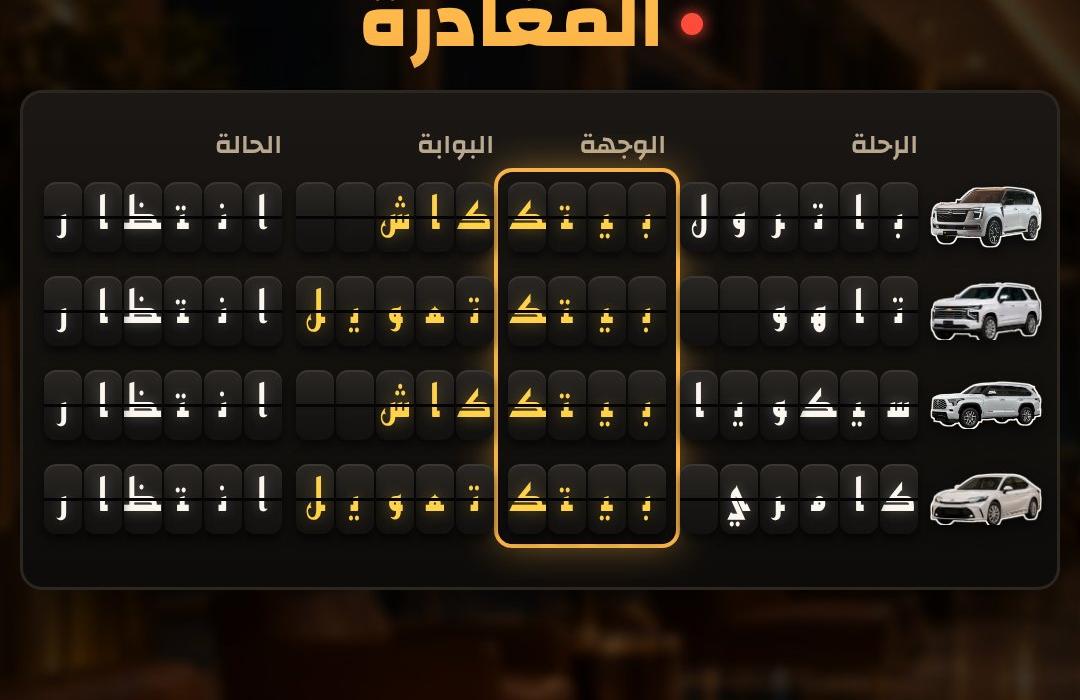 المغادرة
الرحلة الوجهة البوابة الحالة
باترول بيتك كاش انتظار
تاهو بيتك تمويل انتظار
سيكويا بيتك كاش انتظار
كامري بيتك تمويل انتظار